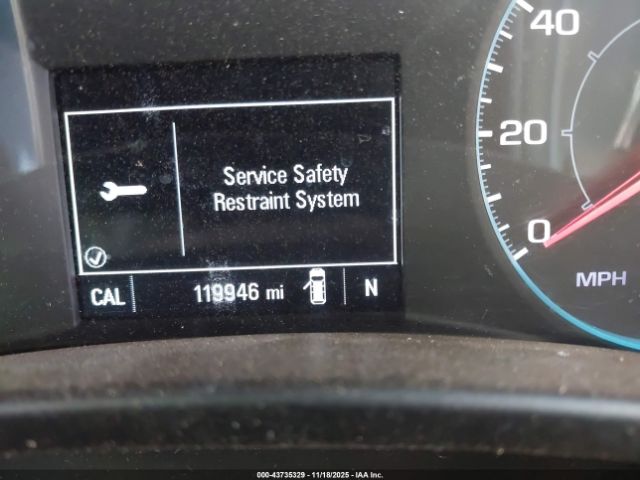 40
20
0
MPH
Service Safety
Restraint System
CAL 119946 mi N
000-43735329 - 11/18/2025 - IAA Inc.